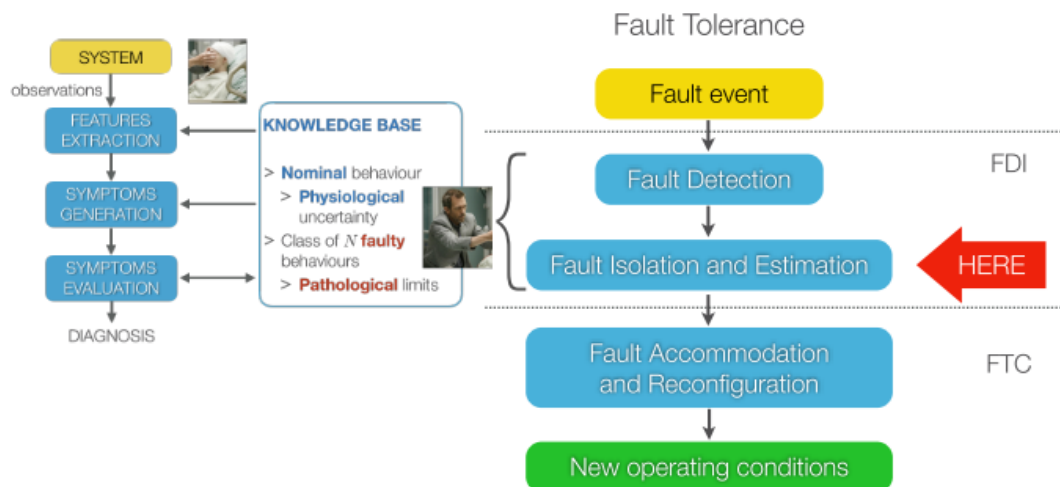 Fault Tolerance
SYSTEM
observations
FEATURES
EXTRACTION
SYMPTOMS
GENERATION
SYMPTOMS
EVALUATION
DIAGNOSIS
KNOWLEDGE BASE
> Nominal behaviour
> Physiological
uncertainty
> Class of N faulty
behaviours
> Pathological limits
Fault event
FDI
Fault Detection
Fault Isolation and Estimation
HERE
Fault Accommodation
and Reconfiguration
FTC
New operating conditions